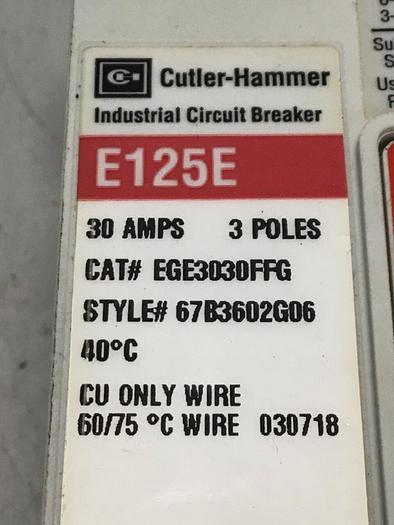 Cutler-Hammer
Industrial Circuit Breaker
E125E
30 AMPS 3 POLES
CAT# EGE3030FFG
STYLE# 67B3602G06
40°C
CU ONLY WIRE
60/75 °C WIRE 030718